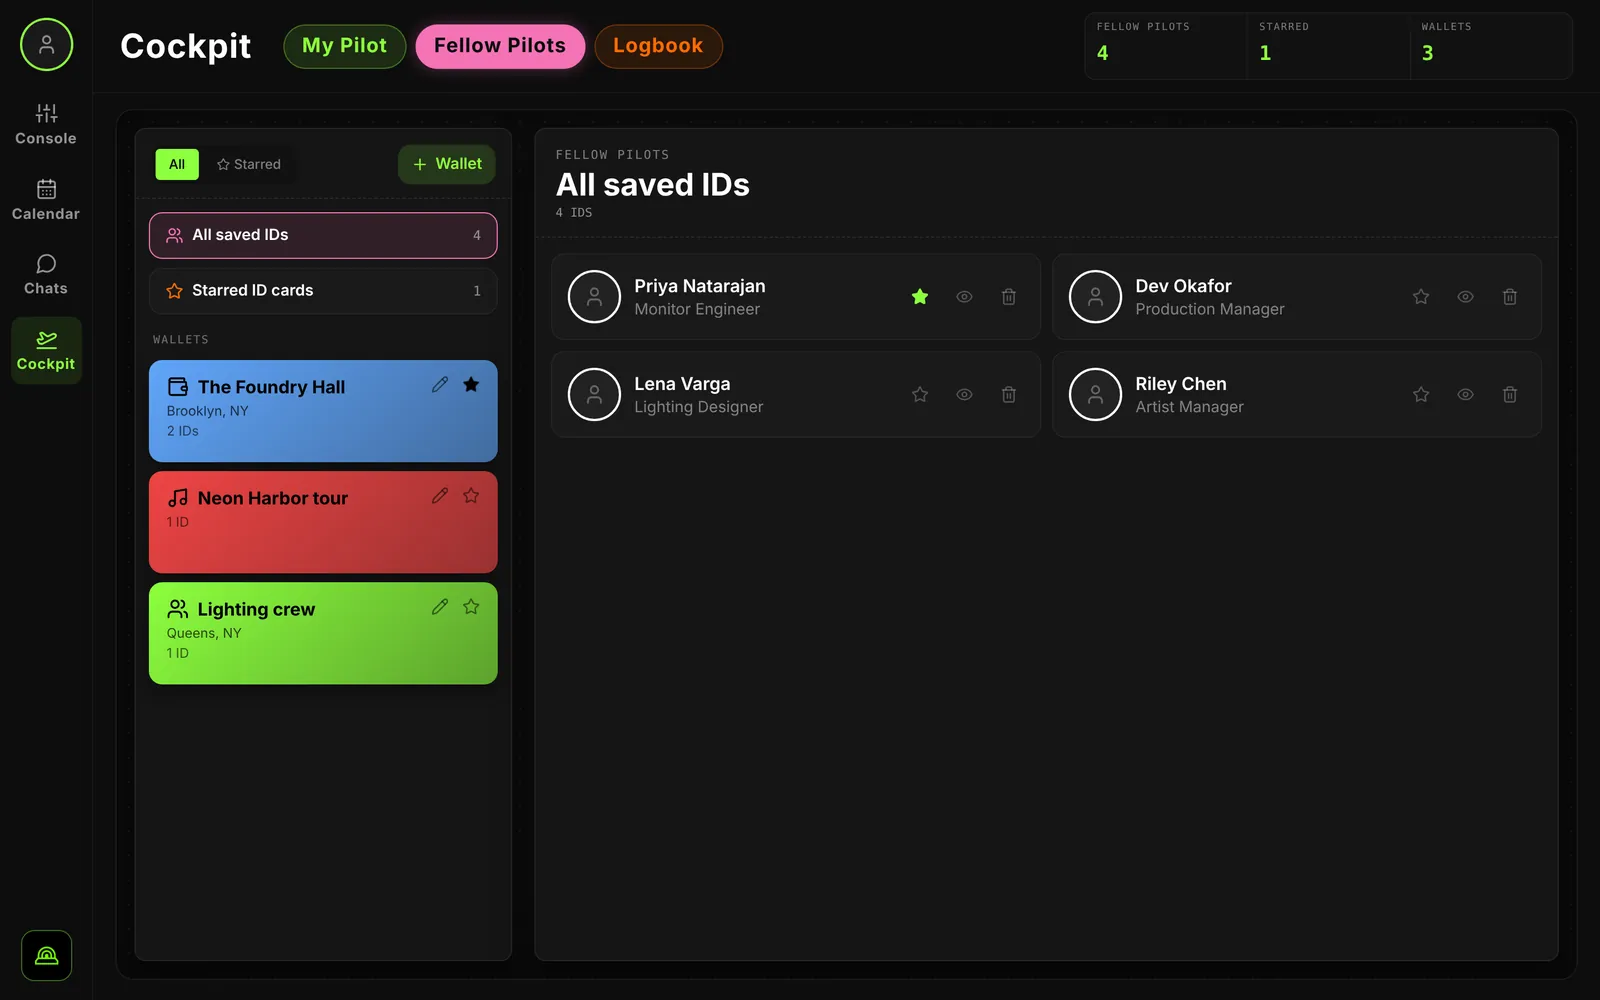 Cockpit
My Pilot
Fellow Pilots
Logbook
FELLOW PILOTS
4
STARRED
1
WALLETS
3
Console
Calendar
Chats
Cockpit
All
Starred
+ Wallet
All saved IDs
4
Starred ID cards
1
WALLETS
The Foundry Hall
Brooklyn, NY
2 IDs
Neon Harbor tour
1 ID
Lighting crew
Queens, NY
1 ID
FELLOW PILOTS
All saved IDs
4 IDS
Priya Natarajan
Monitor Engineer
Dev Okafor
Production Manager
Lena Varga
Lighting Designer
Riley Chen
Artist Manager